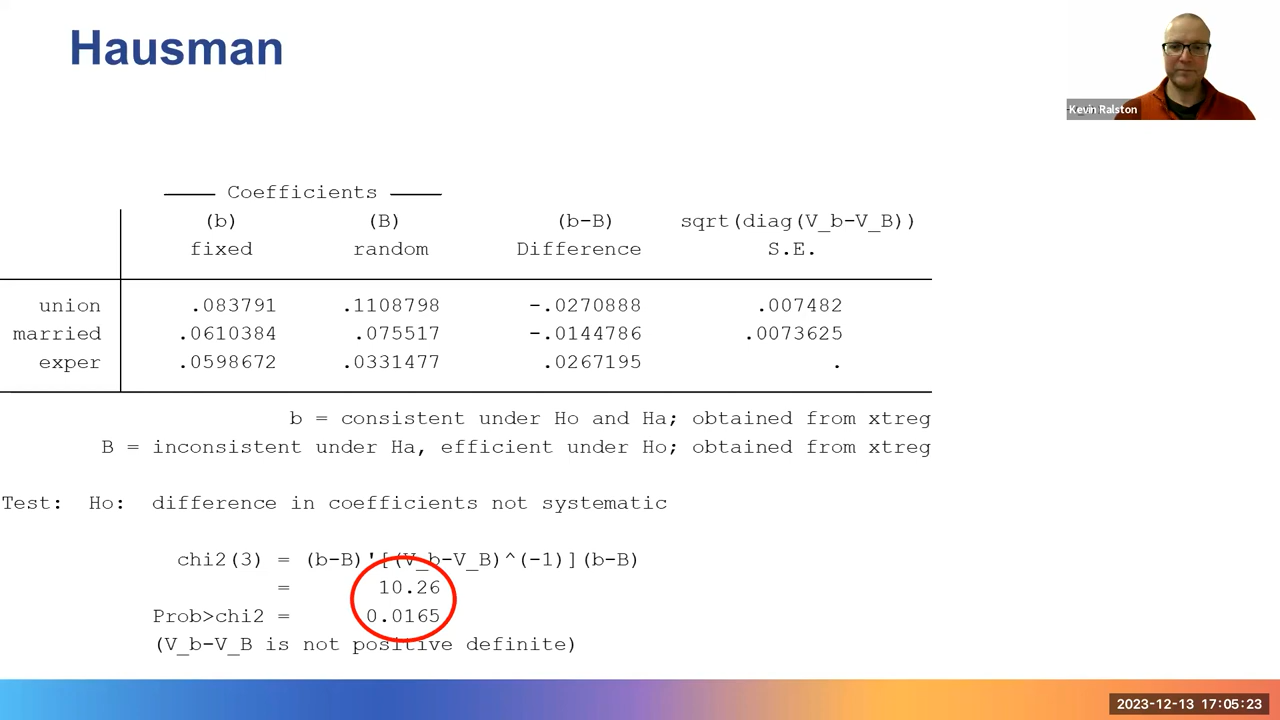 Hausman
Kevin Ralston
Coefficients
(b) (B) (b-B) sqrt(diag(V_b-V_B))
fixed random Difference S.E.
union .083791 .1108798 -.0270888 .007482
married .0610384 .075517 -.0144786 .0073625
exper .0598672 .0331477 .0267195 .
b = consistent under Ho and Ha; obtained from xtreg
B = inconsistent under Ha, efficient under Ho; obtained from xtreg
Test: Ho: difference in coefficients not systematic
chi2(3) = (b-B)'[(V_b-V_B)^(-1)](b-B)
= 10.26
Prob>chi2 = 0.0165
(V_b-V_B is not positive definite)
2023-12-13 17:05:23